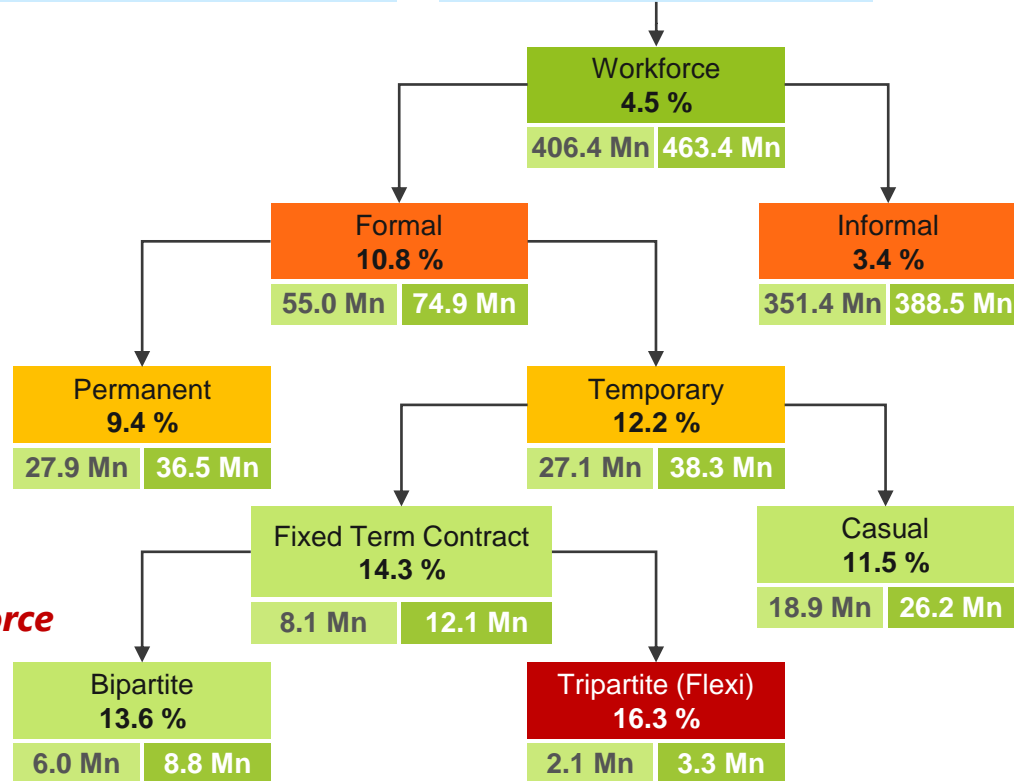 Workforce
4.5 %
406.4 Mn 463.4 Mn
Formal
10.8 %
55.0 Mn 74.9 Mn
Informal
3.4 %
351.4 Mn 388.5 Mn
Permanent
9.4 %
27.9 Mn 36.5 Mn
Temporary
12.2 %
27.1 Mn 38.3 Mn
Fixed Term Contract
14.3 %
8.1 Mn 12.1 Mn
Casual
11.5 %
18.9 Mn 26.2 Mn
orce
Bipartite
13.6 %
6.0 Mn 8.8 Mn
Tripartite (Flexi)
16.3 %
2.1 Mn 3.3 Mn